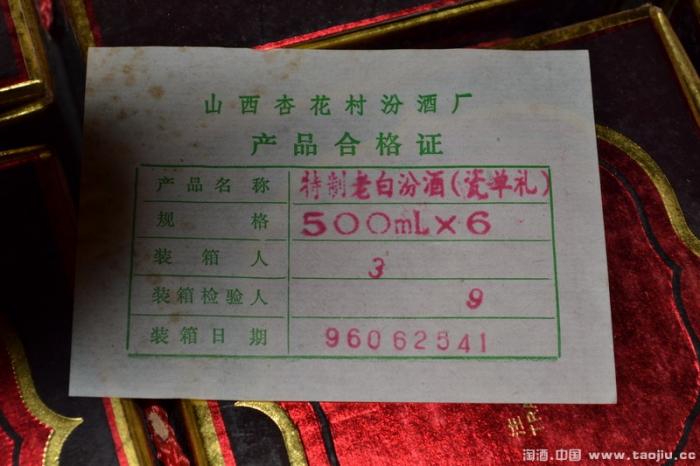 山西杏花村汾酒厂
产品合格证
产品名称 特制老白汾酒(瓷单礼)
规格 500mL×6
装箱人 3
装箱检验人 9
装箱日期 96062541
淘酒.中国 www.taojiu.cc